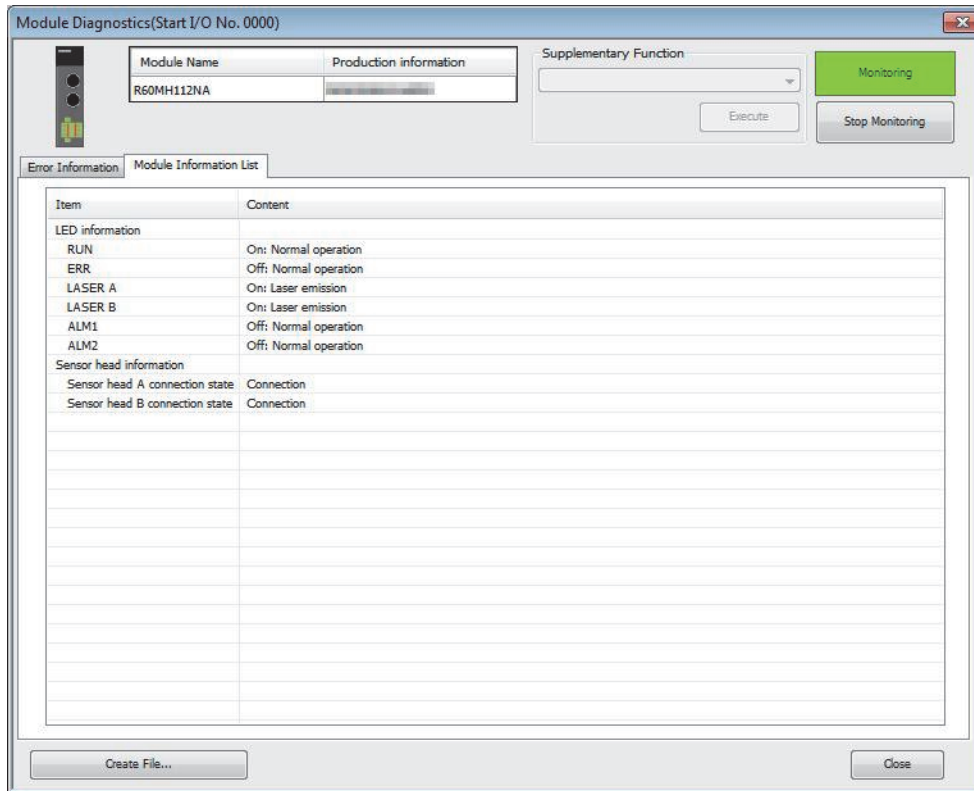 Module Diagnostics(Start I/O No. 0000)
Module Name Production information
R60MH112NA
Supplementary Function
Execute
Monitoring
Stop Monitoring
Error Information Module Information List
Item Content
LED information
RUN On: Normal operation
ERR Off: Normal operation
LASER A On: Laser emission
LASER B On: Laser emission
ALM1 Off: Normal operation
ALM2 Off: Normal operation
Sensor head information
Sensor head A connection state Connection
Sensor head B connection state Connection
Create File... Close